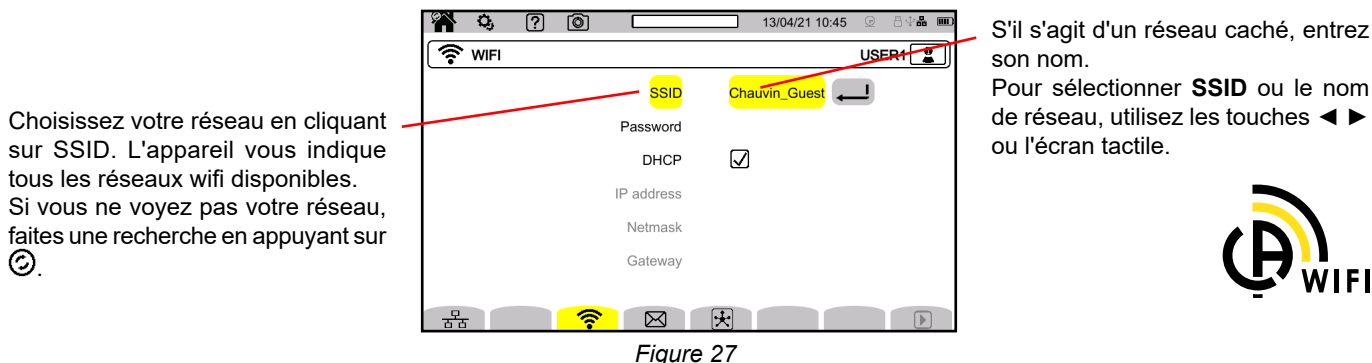 Choisissez votre réseau en cliquant
sur SSID. L'appareil vous indique
tous les réseaux wifi disponibles.
Si vous ne voyez pas votre réseau,
faites une recherche en appuyant sur
.
?
13/04/21 10:45
WIFI
USER1
SSID
Chauvin_Guest
Password
DHCP
IP address
Netmask
Gateway
S'il s'agit d'un réseau caché, entrez
son nom.
Pour sélectionner SSID ou le nom
de réseau, utilisez les touches ◄ ►
ou l'écran tactile.
CA
WIFI
Figure 27